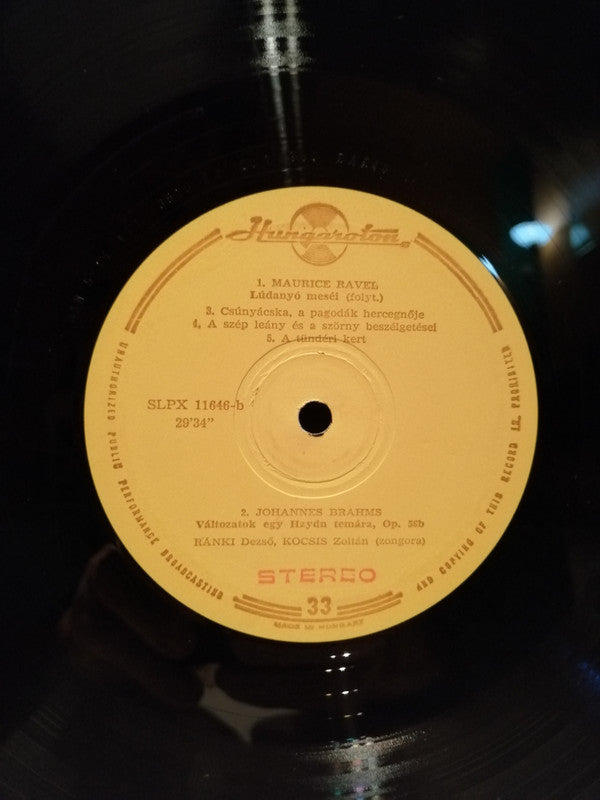 Hungaroton
1. MAURICE RAVEL
Lúdanyó meséi (folyt.)
3. Csúnyácska, a pagodák hercegnője
4. A szép leány és a szörny beszélgetései
5. A tündéri kert
SLPX 11646-b
29'34"
2. JOHANNES BRAHMS
Változatok egy Hzydn temára, Op. 56b
RÁNKI Dezső, KOCSIS Zoltán (zongora)
STEREO
33
MADE IN HUNGARY
UNAUTHORIZED PUBLIC PERFORMANCE BROADCASTING
AND COPYING OF THIS RECORD IS PROHIBITED